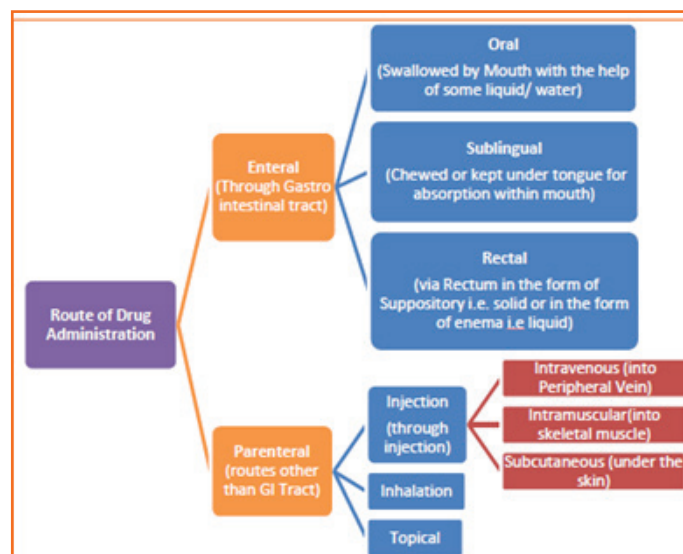 Oral
(Swallowed by Mouth with the help
of some liquid/ water)
Sublingual
(Chewed or kept under tongue for
absorption within mouth)
Enteral
(Through Gastro
intestinal tract)
Rectal
(via Rectum in the form of
Suppository i.e. solid or in the form
of enema i.e liquid)
Route of Drug
Administration
Parenteral
(routes other
than GI Tract)
Injection
(through
injection)
Intravenous (into
Peripheral Vein)
Intramuscular(into
skeletal muscle)
Subcutaneous (under the
skin)
Inhalation
Topical